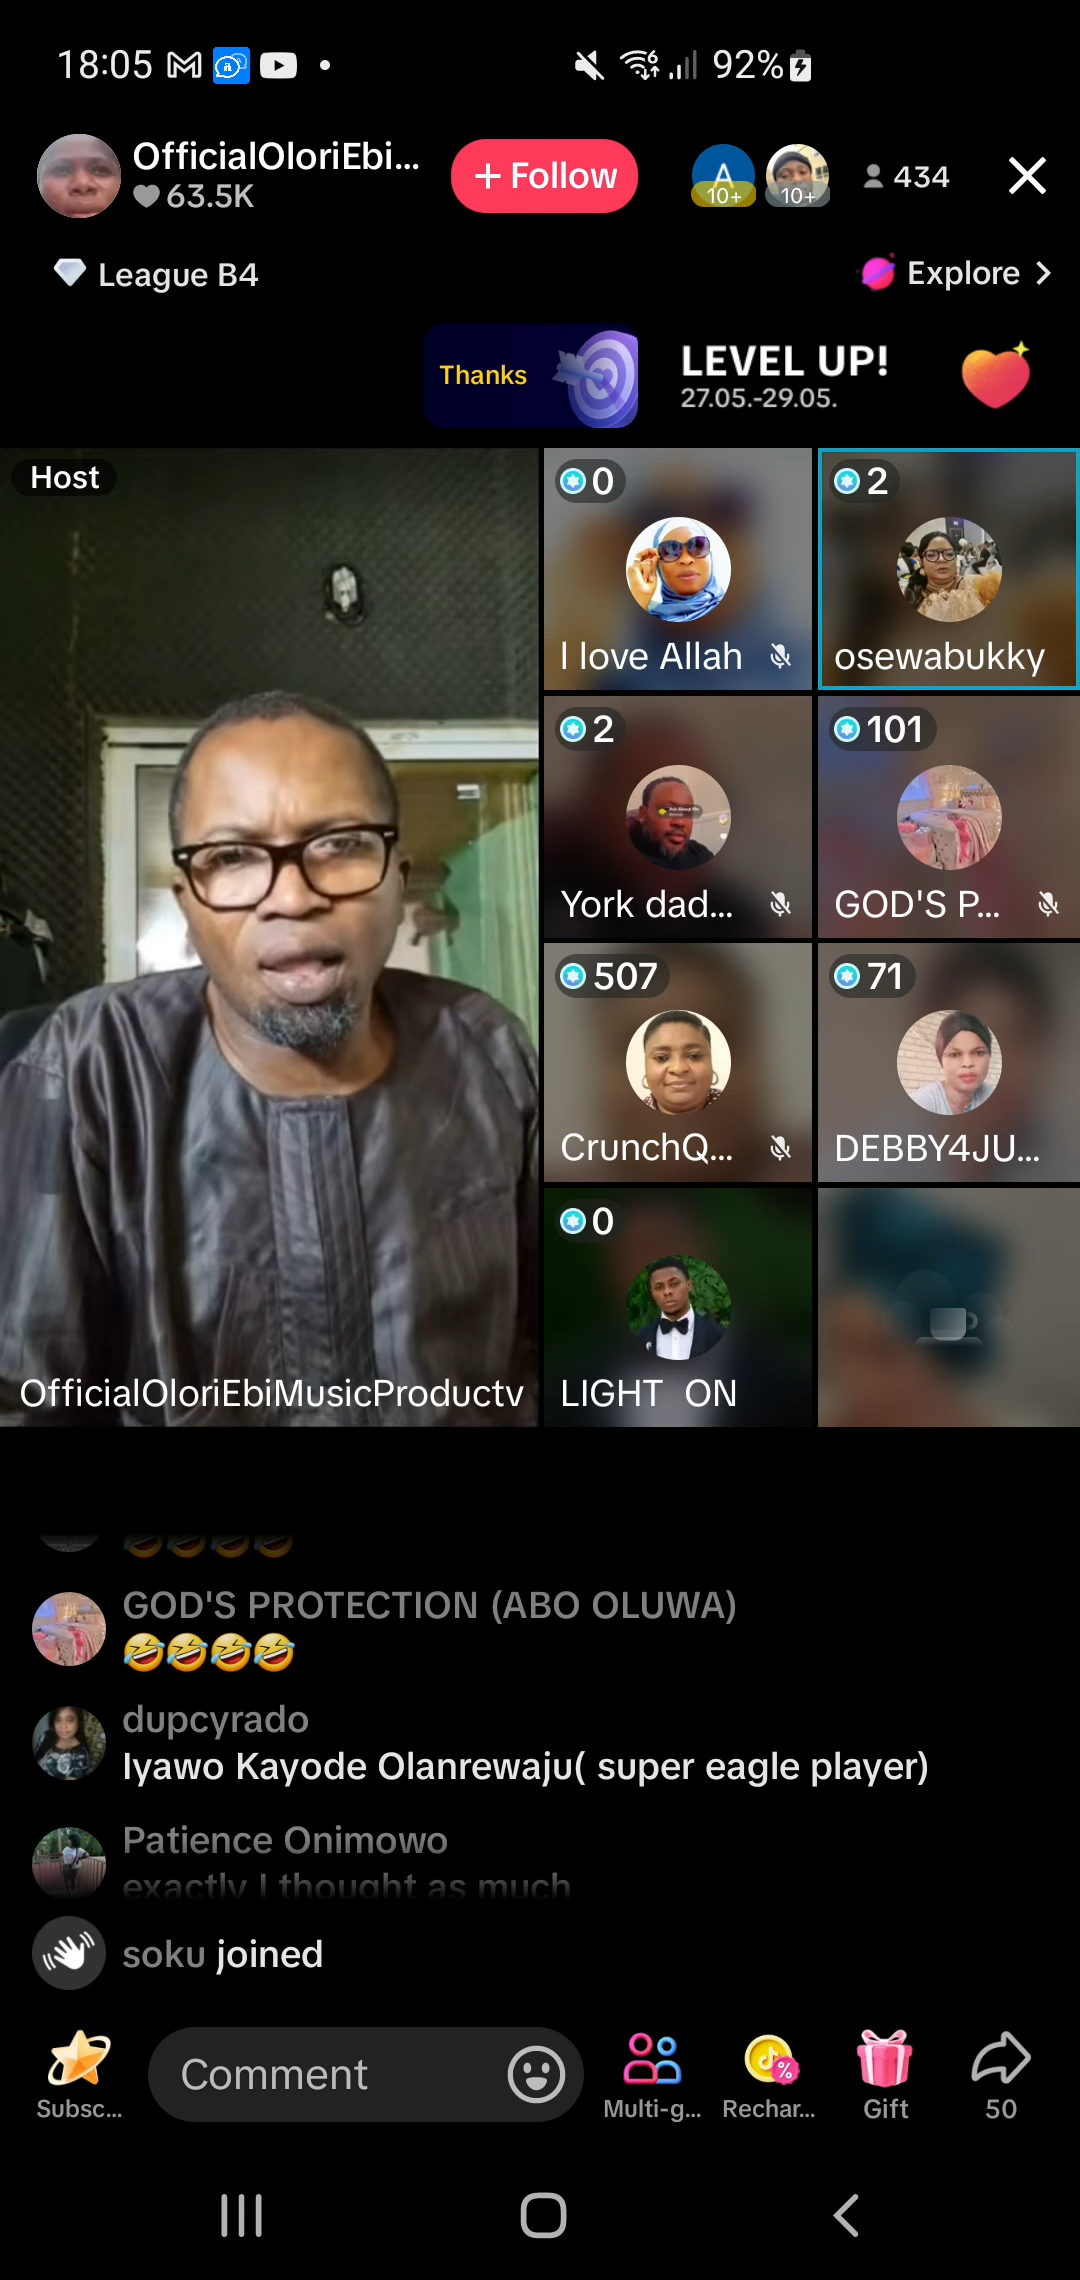 18:05
92%
OfficialOloriEbi...
63.5K
+ Follow
A
10+
10+
434
League B4
Explore
Thanks
LEVEL UP!
27.05.-29.05.
Host
0
I love Allah
2
osewabukky
2
York dad...
101
GOD'S P...
507
CrunchQ...
71
DEBBY4JU...
0
LIGHT ON
OfficialOloriEbiMusicProductv
🤣🤣🤣🤣
GOD'S PROTECTION (ABO OLUWA)
🤣🤣🤣🤣
dupcyrado
Iyawo Kayode Olanrewaju( super eagle player)
Patience Onimowo
exactly I thought as much
soku joined
Subsc...
Comment
Multi-g...
Rechar...
Gift
50